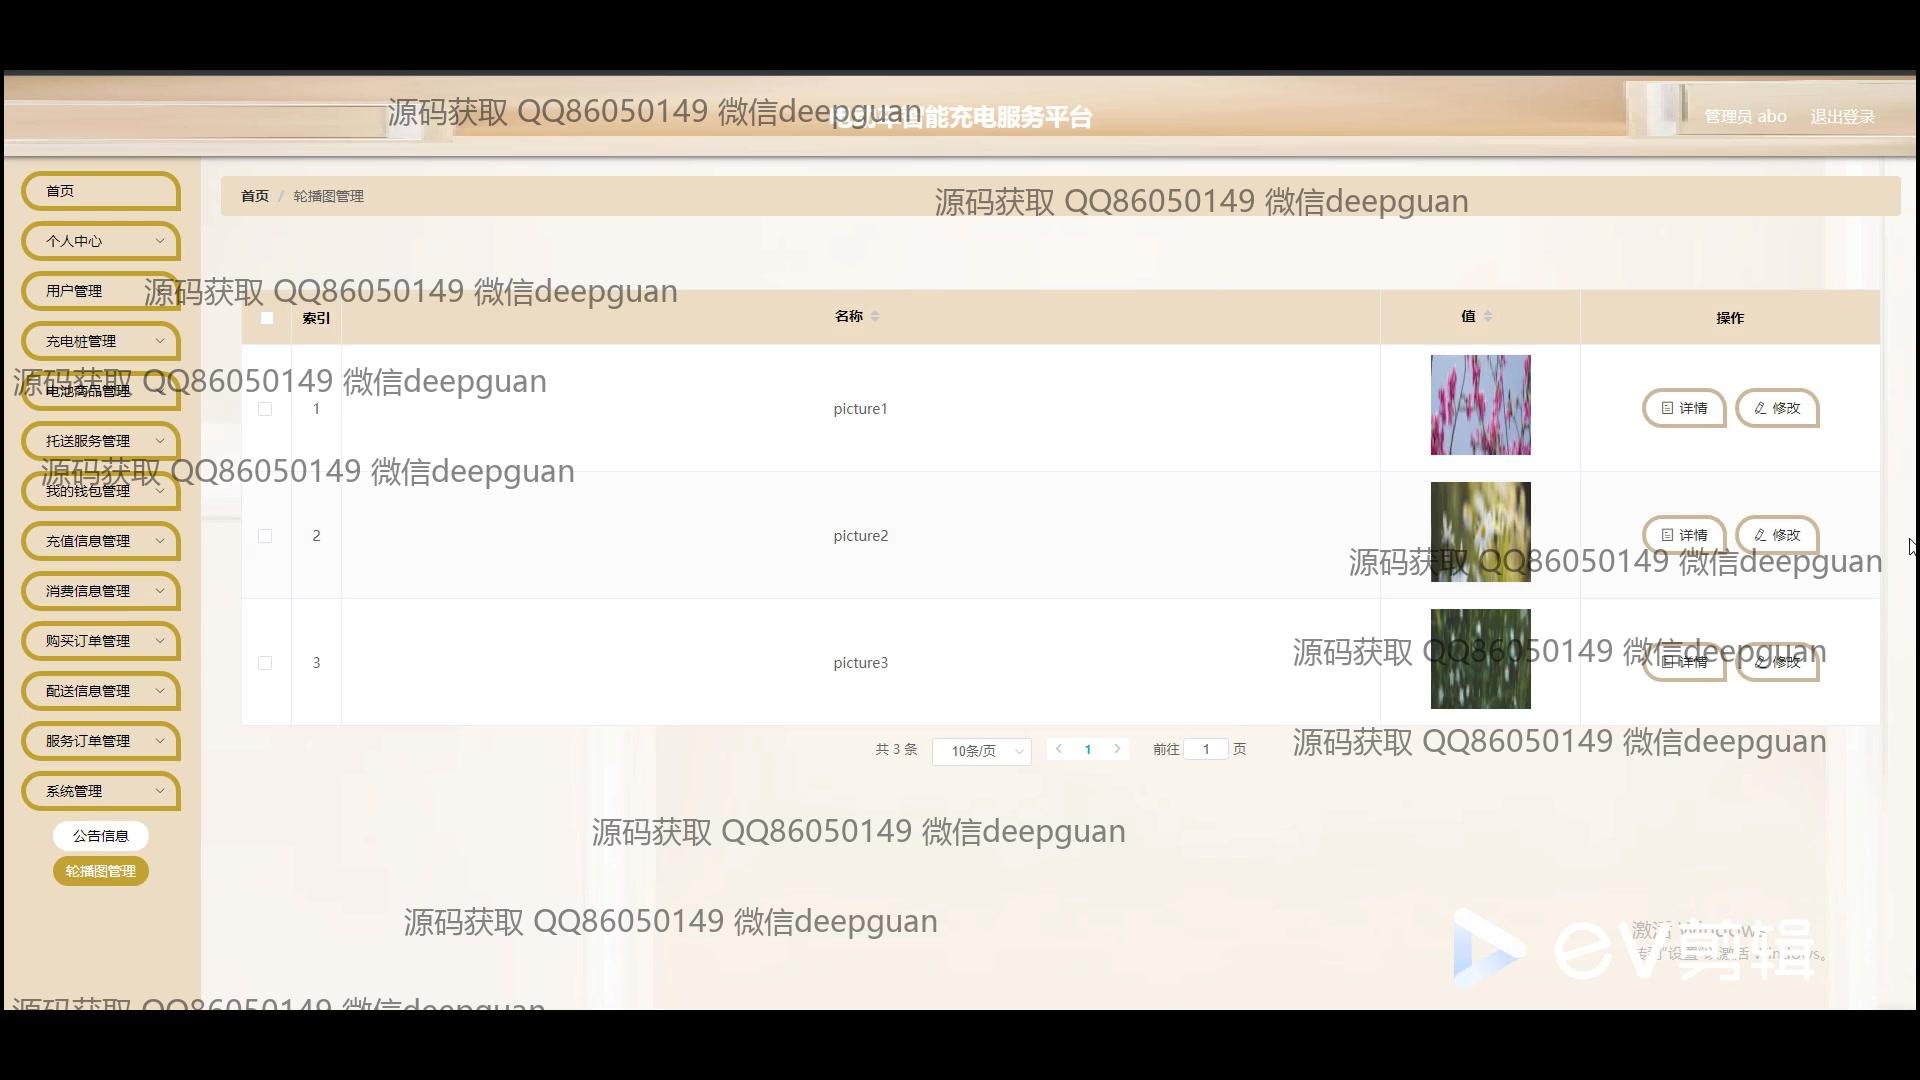 源码获取 QQ86050149 微信deepguan
智能充电服务平台
管理员 abo
退出登录
首页
个人中心
用户管理
充电桩管理
电池商品管理
托送服务管理
我的钱包管理
充值信息管理
消费信息管理
购买订单管理
配送信息管理
服务订单管理
系统管理
公告信息
轮播图管理
首页 / 轮播图管理
源码获取 QQ86050149 微信deepguan
源码获取 QQ86050149 微信deepguan
索引 名称 值 操作
源码获取 QQ86050149 微信deepguan
1 picture1 详情 修改
源码获取 QQ86050149 微信deepguan
2 picture2 详情 修改
源码获取 QQ86050149 微信deepguan
源码获取 QQ86050149 微信deepguan
3 picture3 详情 修改
源码获取 QQ86050149 微信deepguan
共 3 条 10条/页 1 前往 1 页
源码获取 QQ86050149 微信deepguan
源码获取 QQ86050149 微信deepguan
激活 Windows
ev剪辑
源码获取 QQ86050149 微信deepguan